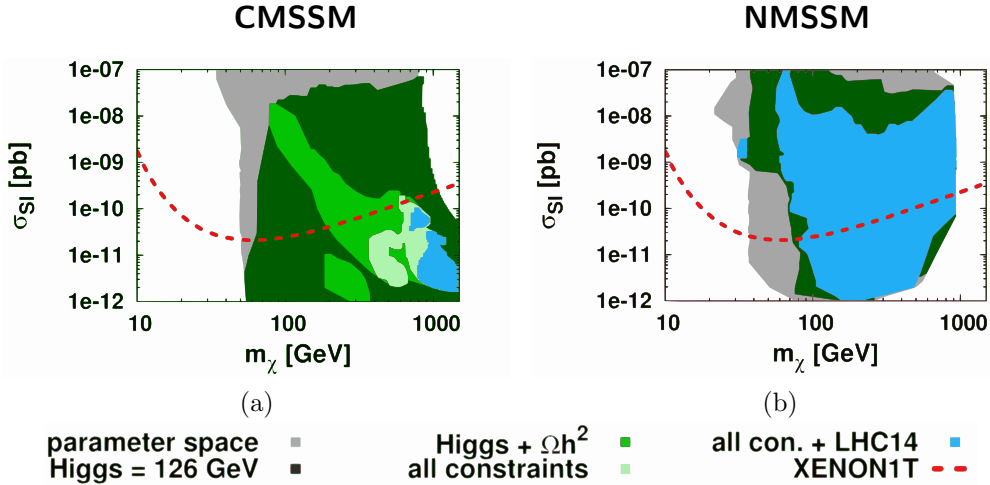 CMSSM
NMSSM
1e-07
1e-08
1e-09
1e-10
1e-11
1e-12
σSI [pb]
10
100
1000
mχ [GeV]
(a)
1e-07
1e-08
1e-09
1e-10
1e-11
1e-12
σSI [pb]
10
100
1000
mχ [GeV]
(b)
parameter space
Higgs = 126 GeV
Higgs + Ωh²
all constraints
all con. + LHC14
XENON1T